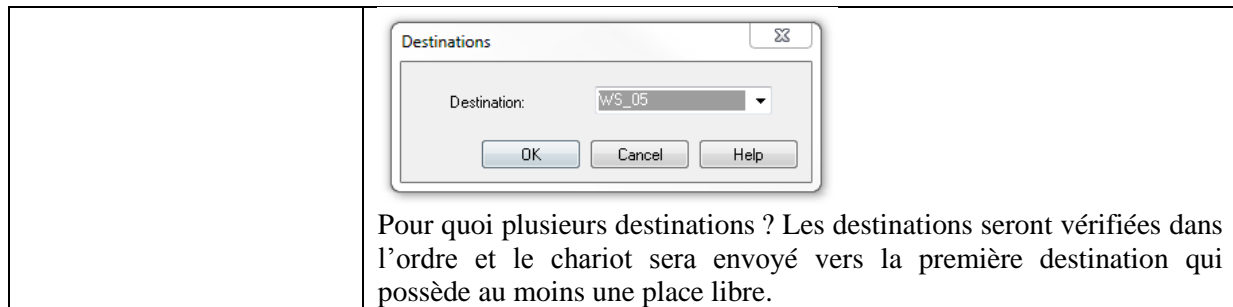 Destinations
Destination: WS_05
OK Cancel Help
Pour quoi plusieurs destinations ? Les destinations seront vérifiées dans
l’ordre et le chariot sera envoyé vers la première destination qui
possède au moins une place libre.